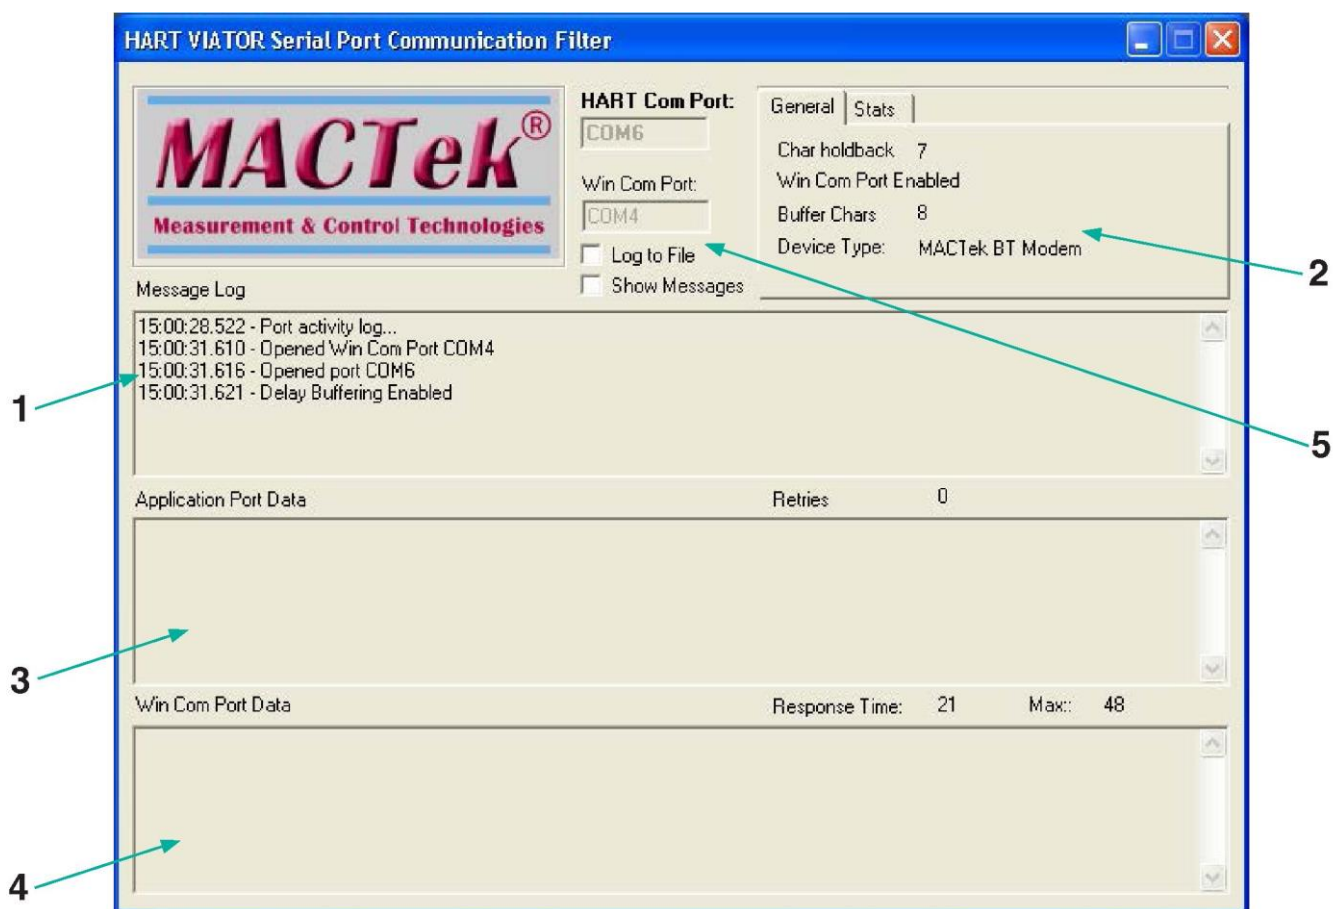 HART VIATOR Serial Port Communication Filter
MACTek®
Measurement & Control Technologies
HART Com Port:
COM6
Win Com Port:
COM4
Log to File
Show Messages
General
Stats
Char holdback 7
Win Com Port Enabled
Buffer Chars 8
Device Type: MACTek BT Modem
2
Message Log
15:00:28.522 - Port activity log...
15:00:31.610 - Opened Win Com Port COM4
15:00:31.616 - Opened port COM6
15:00:31.621 - Delay Buffering Enabled
1
5
Application Port Data
Retries 0
3
Win Com Port Data
Response Time: 21 Max:: 48
4